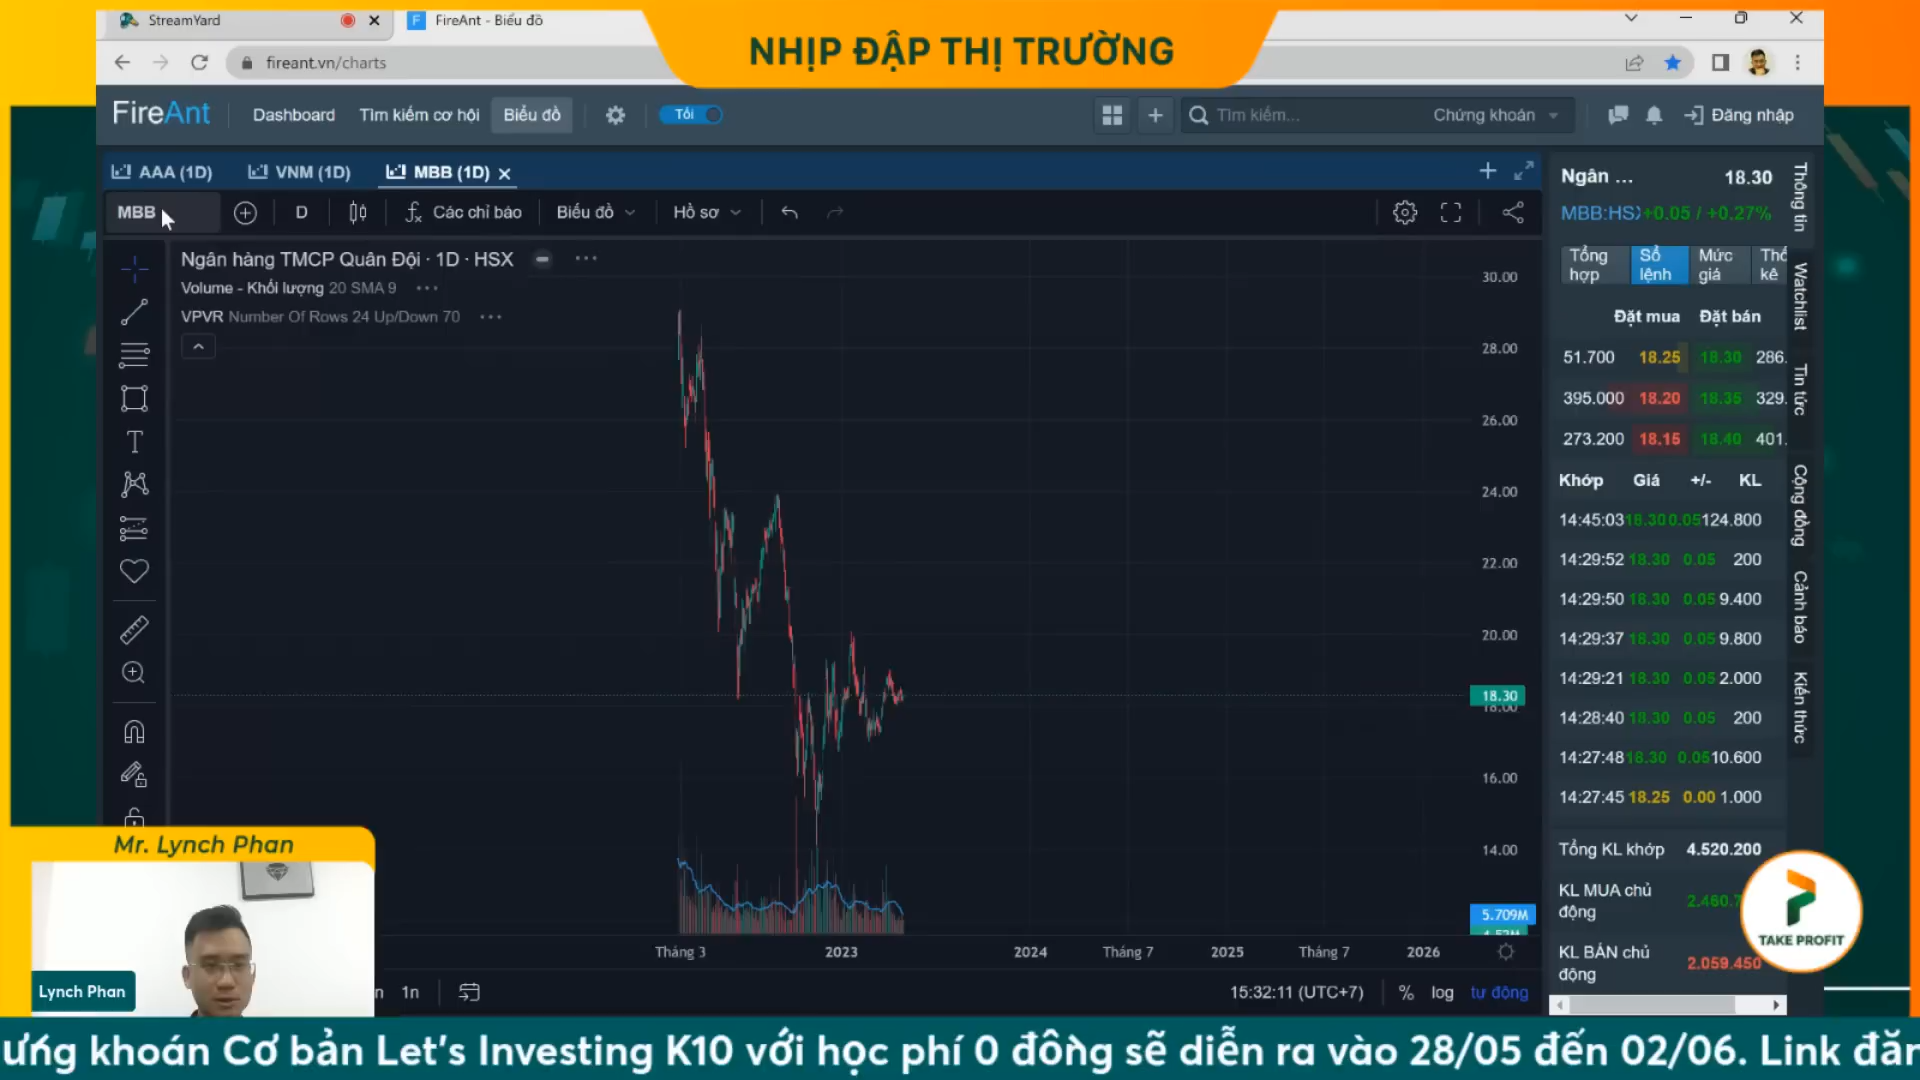 StreamYard
FireAnt - Biểu đồ
NHỊP ĐẬP THỊ TRƯỜNG
fireant.vn/charts
FireAnt
Dashboard
Tìm kiếm cơ hội
Biểu đồ
Tối
Tìm kiếm...
Chứng khoán
Đăng nhập
AAA (1D)
VNM (1D)
MBB (1D)
MBB
D
Các chỉ báo
Biểu đồ
Hồ sơ
Ngân hàng TMCP Quân Đội · 1D · HSX
Volume - Khối lượng 20 SMA 9
VPVR Number Of Rows 24 Up/Down 70
30.00
28.00
26.00
24.00
22.00
20.00
18.30
18.00
16.00
14.00
5.709M
4.52M
Tháng 3
2023
2024
Tháng 7
2025
Tháng 7
2026
1n
15:32:11 (UTC+7)
%
log
tự động
Ngân ...
18.30
MBB:HSX
+0.05 / +0.27%
Tổng hợp
Sổ lệnh
Mức giá
kê
Đặt mua Đặt bán
51.700 18.25 18.30 286.
395.000 18.20 18.35 329.
273.200 18.15 18.40 401.
Khớp Giá +/- KL
14:45:03 18.30 0.05 124.800
14:29:52 18.30 0.05 200
14:29:50 18.30 0.05 9.400
14:29:37 18.30 0.05 9.800
14:29:21 18.30 0.05 2.000
14:28:40 18.30 0.05 200
14:27:48 18.30 0.05 10.600
14:27:45 18.25 0.00 1.000
Tổng KL khớp 4.520.200
KL MUA chủ động 2.460.7
KL BÁN chủ động 2.059.450
Thông tin
Watchlist
Tin tức
Cộng đồng
Cảnh báo
Kiến thức
Mr. Lynch Phan
Lynch Phan
TAKE PROFIT
ưng khoán Cơ bản Let's Investing K10 với học phí 0 đồng sẽ diễn ra vào 28/05 đến 02/06. Link đăn